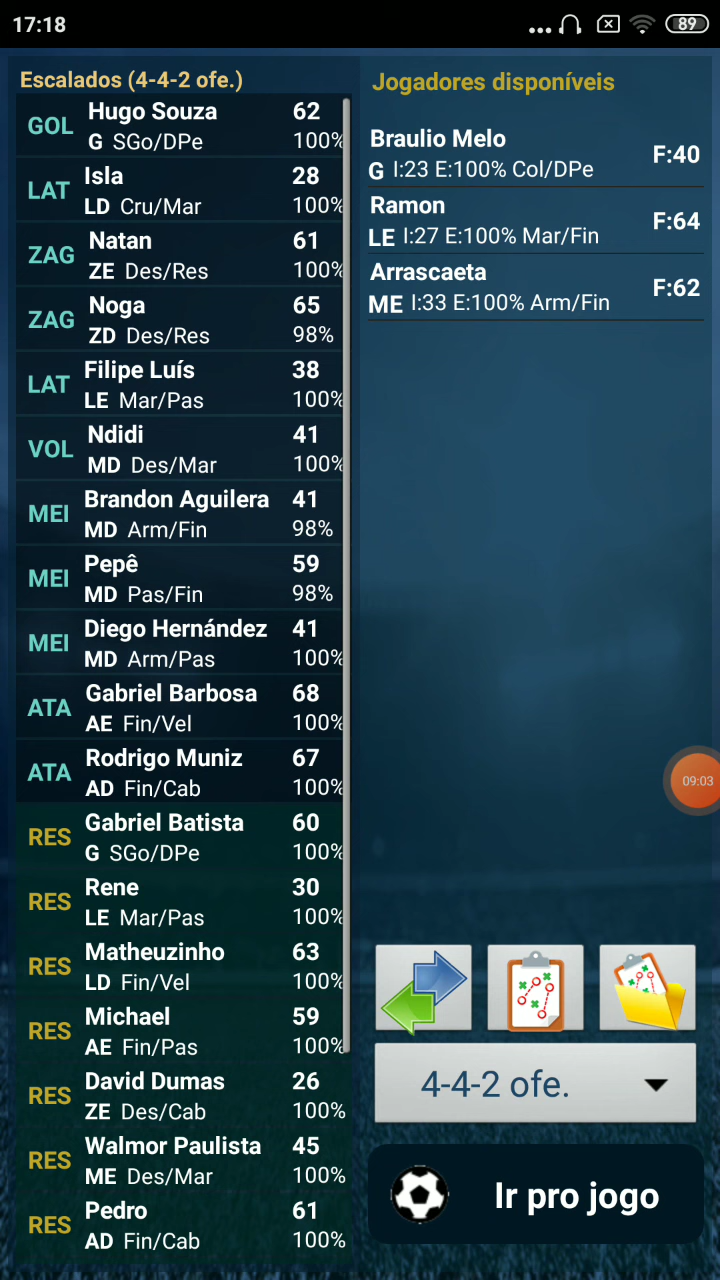 17:18
89
Escalados (4-4-2 ofe.)
GOL Hugo Souza 62
G SGo/DPe 100%
LAT Isla 28
LD Cru/Mar 100%
ZAG Natan 61
ZE Des/Res 100%
ZAG Noga 65
ZD Des/Res 98%
LAT Filipe Luís 38
LE Mar/Pas 100%
VOL Ndidi 41
MD Des/Mar 100%
MEI Brandon Aguilera 41
MD Arm/Fin 98%
MEI Pepê 59
MD Pas/Fin 98%
MEI Diego Hernández 41
MD Arm/Pas 100%
ATA Gabriel Barbosa 68
AE Fin/Vel 100%
ATA Rodrigo Muniz 67
AD Fin/Cab 100%
RES Gabriel Batista 60
G SGo/DPe 100%
RES Rene 30
LE Mar/Pas 100%
RES Matheuzinho 63
LD Fin/Vel 100%
RES Michael 59
AE Fin/Pas 100%
RES David Dumas 26
ZE Des/Cab 100%
RES Walmor Paulista 45
ME Des/Mar 100%
RES Pedro 61
AD Fin/Cab 100%
Jogadores disponíveis
Braulio Melo F:40
G I:23 E:100% Col/DPe
Ramon F:64
LE I:27 E:100% Mar/Fin
Arrascaeta F:62
ME I:33 E:100% Arm/Fin
09:03
4-4-2 ofe.
Ir pro jogo